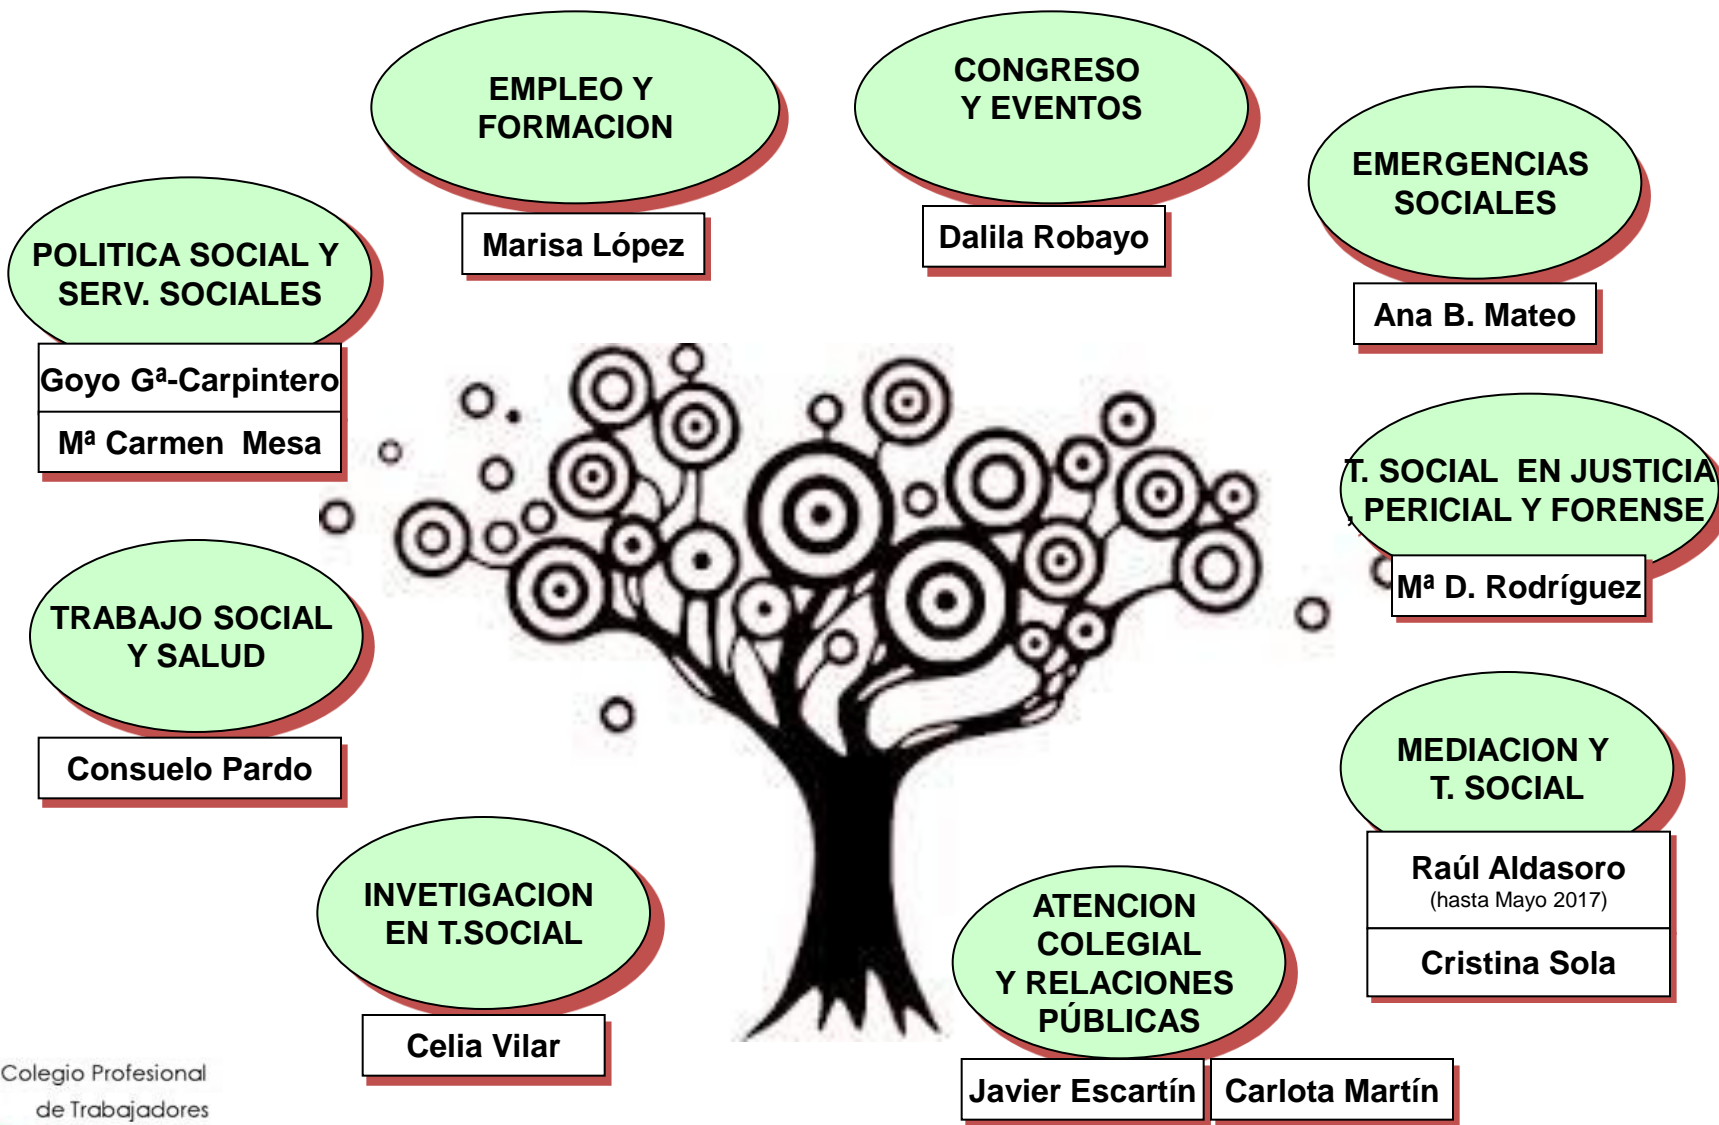 EMPLEO Y
FORMACION
Marisa López
CONGRESO
Y EVENTOS
Dalila Robayo
EMERGENCIAS
SOCIALES
Ana B. Mateo
POLITICA SOCIAL Y
SERV. SOCIALES
Goyo Gª-Carpintero
Mª Carmen Mesa
T. SOCIAL EN JUSTICIA
, PERICIAL Y FORENSE
Mª D. Rodríguez
TRABAJO SOCIAL
Y SALUD
Consuelo Pardo
MEDIACION Y
T. SOCIAL
Raúl Aldasoro
(hasta Mayo 2017)
Cristina Sola
INVETIGACION
EN T.SOCIAL
Celia Vilar
ATENCION
COLEGIAL
Y RELACIONES
PÚBLICAS
Javier Escartín
Carlota Martín
Colegio Profesional
de Trabajadores